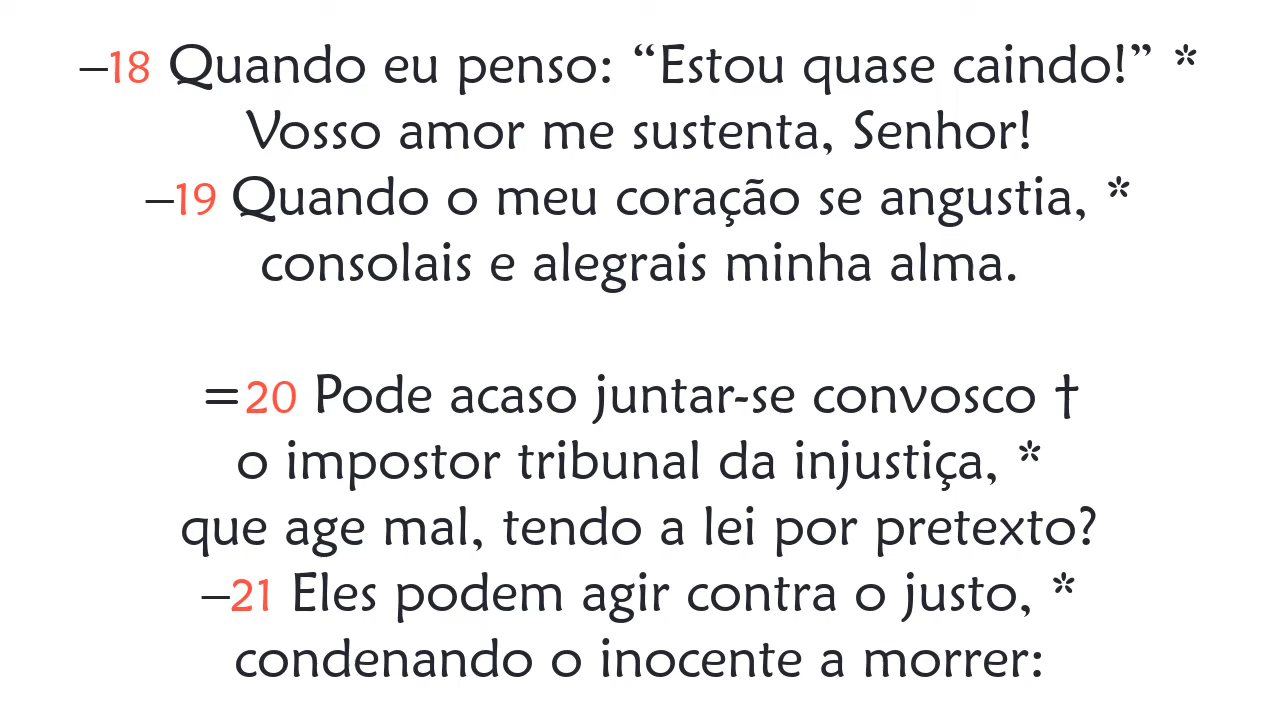 –18 Quando eu penso: “Estou quase caindo!” *
Vosso amor me sustenta, Senhor!
–19 Quando o meu coração se angustia, *
consolais e alegrais minha alma.
=20 Pode acaso juntar-se convosco †
o impostor tribunal da injustiça, *
que age mal, tendo a lei por pretexto?
–21 Eles podem agir contra o justo, *
condenando o inocente a morrer: